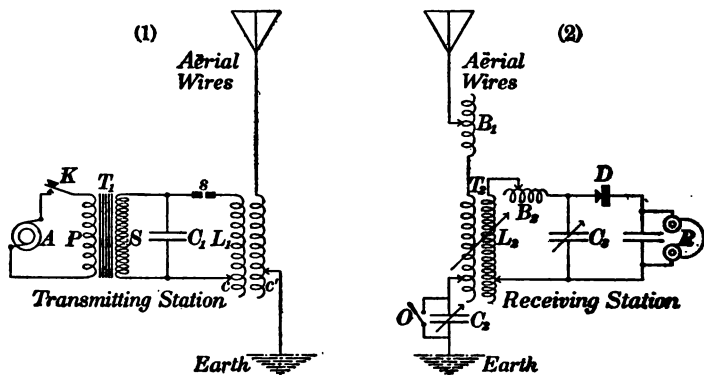 (1)
Aërial
Wires
K
T₁
s
A
P
S
C₁
L₁
c
c'
Transmitting Station
Earth
(2)
Aërial
Wires
B₁
T₂
D
B₂
L₂
C₃
R
O
C₂
Receiving Station
Earth